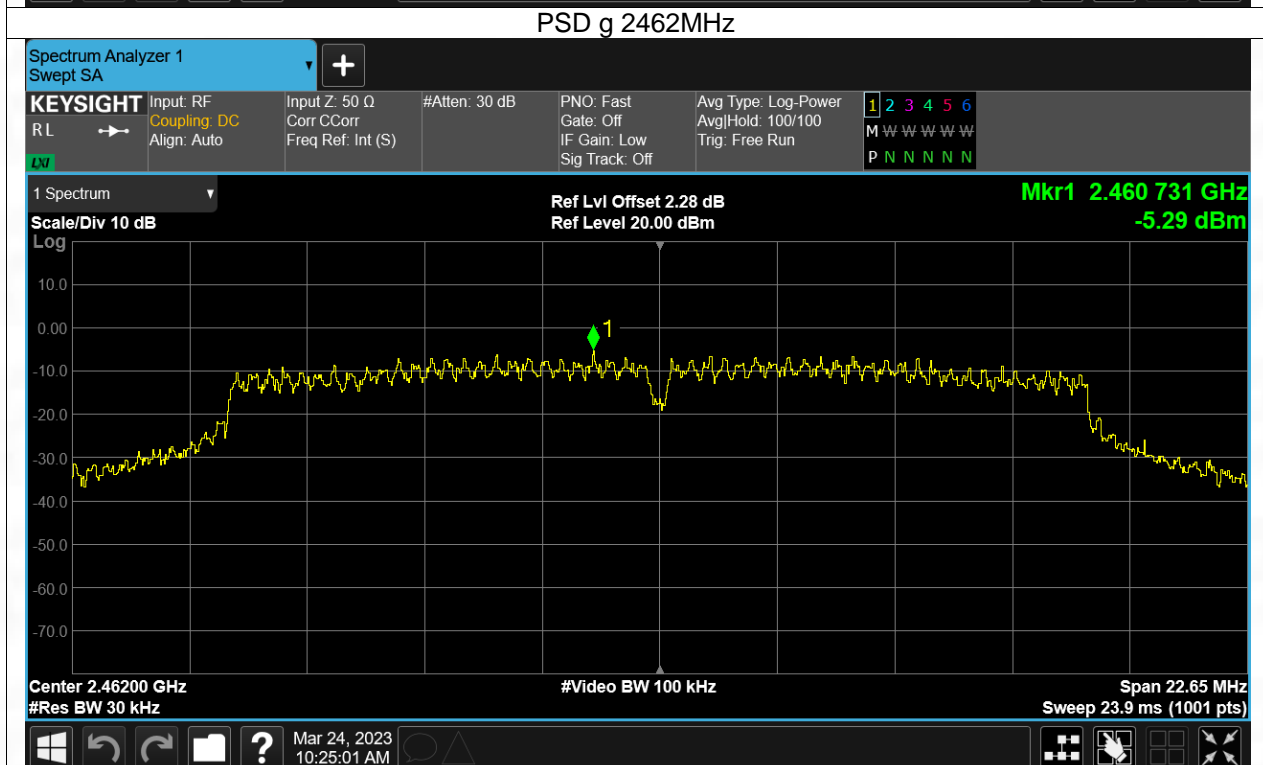 PSD g 2462MHz
Spectrum Analyzer 1
Swept SA
KEYSIGHT
R L
LXI
Input: RF
Coupling: DC
Align: Auto
Input Z: 50 Ω
Corr CCorr
Freq Ref: Int (S)
#Atten: 30 dB
PNO: Fast
Gate: Off
IF Gain: Low
Sig Track: Off
Avg Type: Log-Power
Avg|Hold: 100/100
Trig: Free Run
1 2 3 4 5 6
M W W W W W
P N N N N N
1 Spectrum
Scale/Div 10 dB
Log
Ref Lvl Offset 2.28 dB
Ref Level 20.00 dBm
Mkr1 2.460 731 GHz
-5.29 dBm
10.0
0.00
1
-10.0
-20.0
-30.0
-40.0
-50.0
-60.0
-70.0
Center 2.46200 GHz
#Res BW 30 kHz
#Video BW 100 kHz
Span 22.65 MHz
Sweep 23.9 ms (1001 pts)
?
Mar 24, 2023
10:25:01 AM